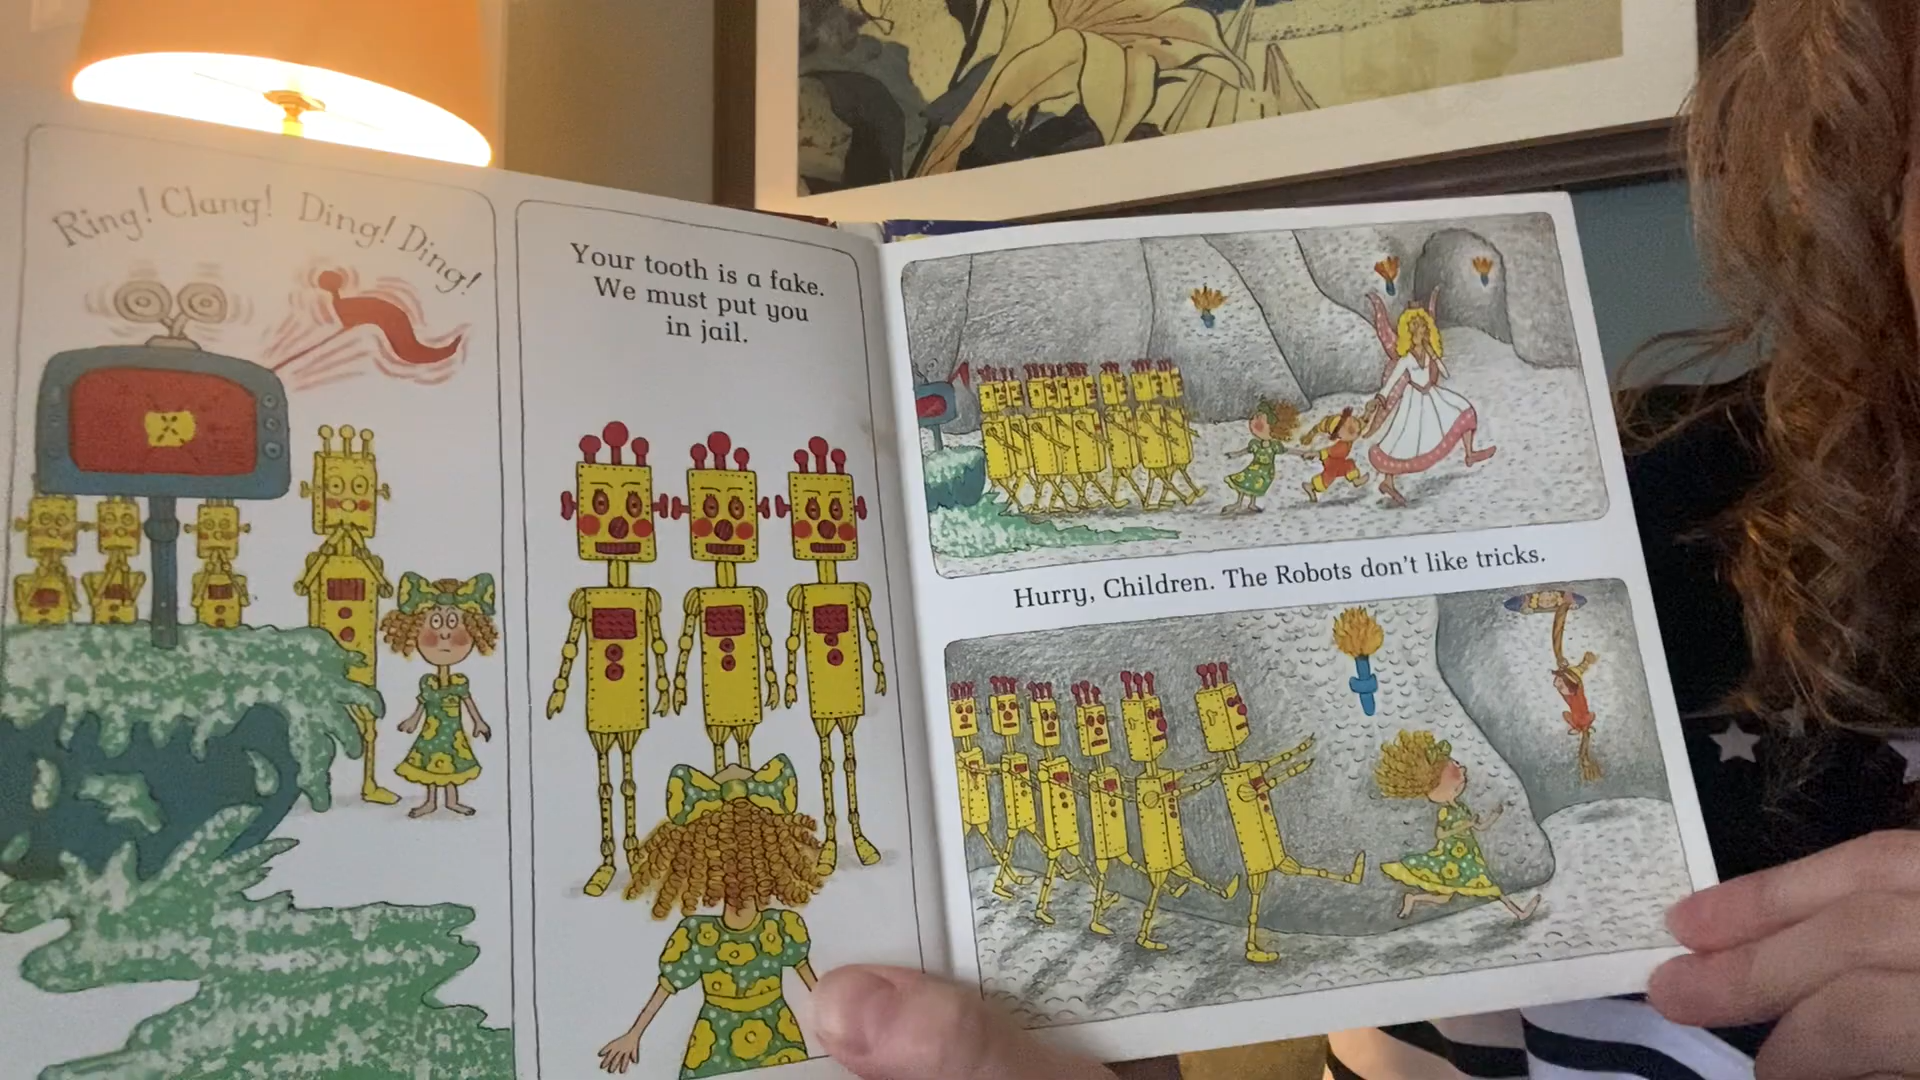 Ring! Clang! Ding! Ding!
Your tooth is a fake.
We must put you
in jail.
Hurry, Children. The Robots don't like tricks.